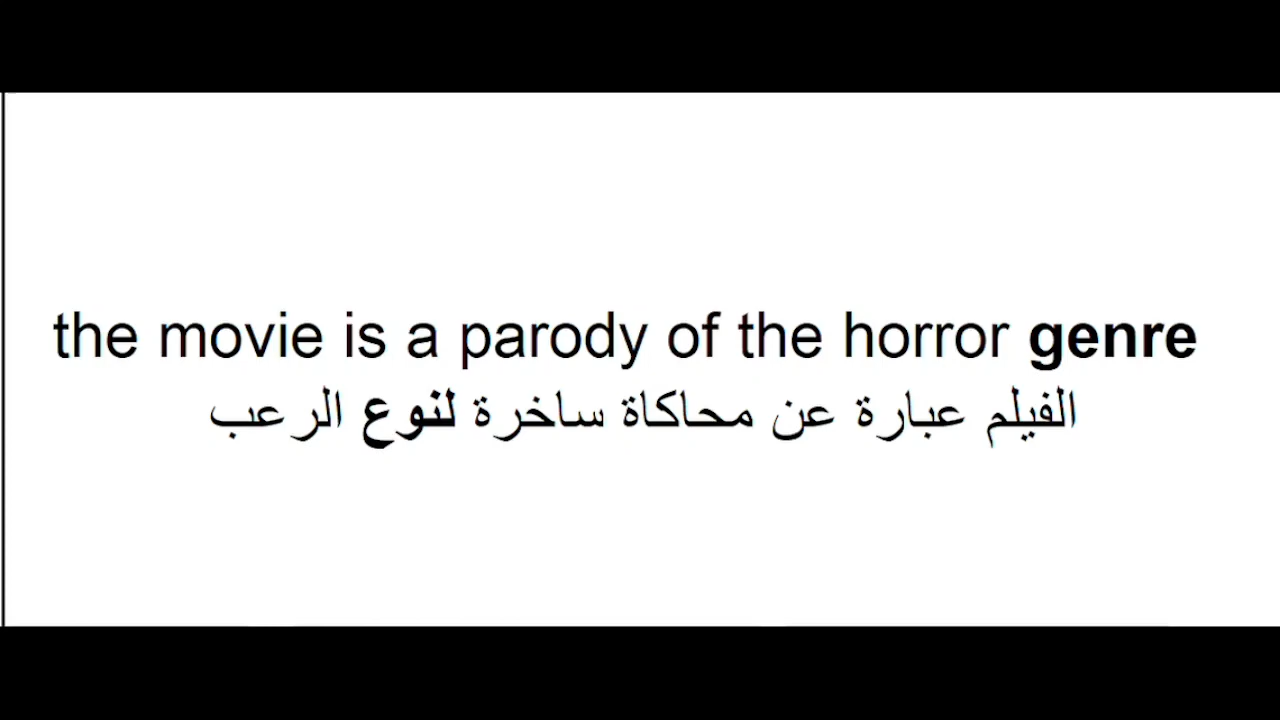 the movie is a parody of the horror genre
الفيلم عبارة عن محاكاة ساخرة لنوع الرعب